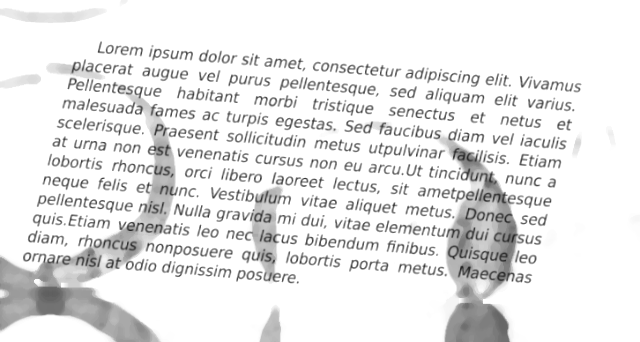 Lorem ipsum dolor sit amet, consectetur adipiscing elit. Vivamus
placerat augue vel purus pellentesque, sed aliquam elit varius.
Pellentesque habitant morbi tristique senectus et netus et
malesuada fames ac turpis egestas. Sed faucibus diam vel iaculis
scelerisque. Praesent sollicitudin metus utpulvinar facilisis. Etiam
at urna non est venenatis cursus non eu arcu.Ut tincidunt, nunc a
lobortis rhoncus, orci libero laoreet lectus, sit ametpellentesque
neque felis et nunc. Vestibulum vitae aliquet metus. Donec sed
pellentesque nisl. Nulla gravida mi dui, vitae elementum dui cursus
quis.Etiam venenatis leo nec lacus bibendum finibus. Quisque leo
diam, rhoncus nonposuere quis, lobortis porta metus. Maecenas
ornare nisl at odio dignissim posuere.